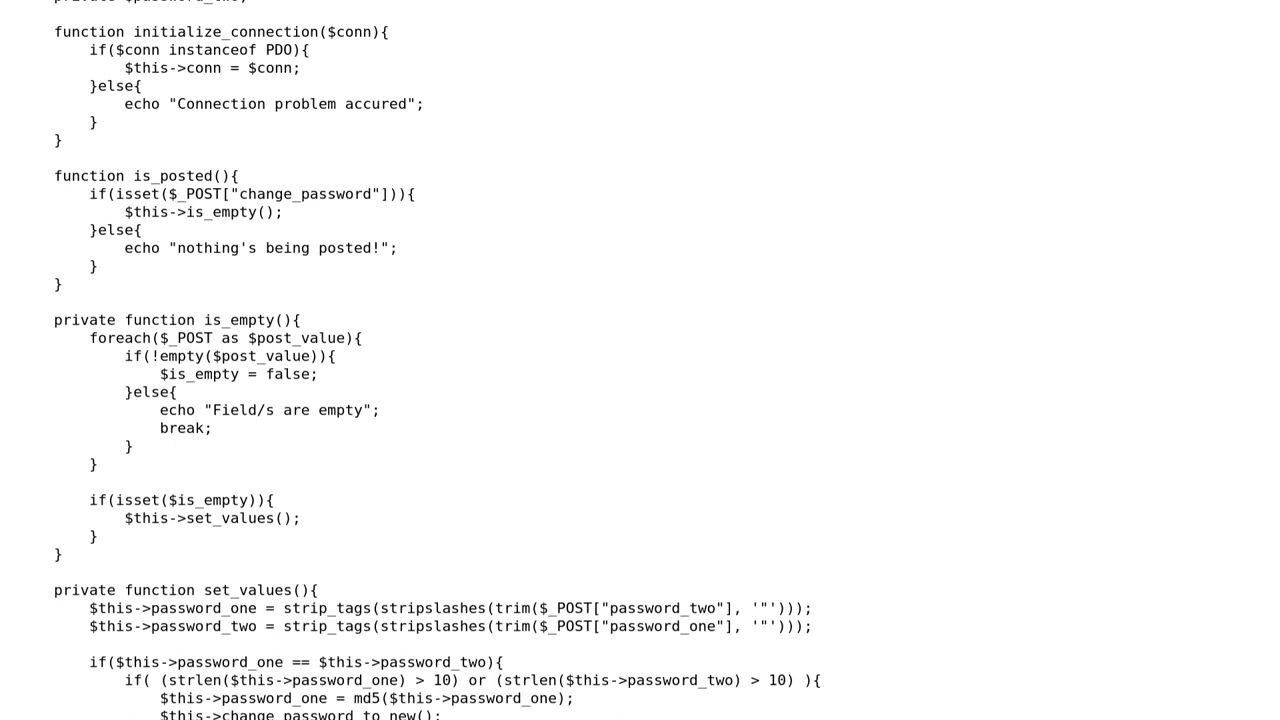 private $password_two;
function initialize_connection($conn){
if($conn instanceof PDO){
$this->conn = $conn;
}else{
echo "Connection problem accured";
}
}
function is_posted(){
if(isset($_POST["change_password"])){
$this->is_empty();
}else{
echo "nothing's being posted!";
}
}
private function is_empty(){
foreach($_POST as $post_value){
if(!empty($post_value)){
$is_empty = false;
}else{
echo "Field/s are empty";
break;
}
}
if(isset($is_empty)){
$this->set_values();
}
}
private function set_values(){
$this->password_one = strip_tags(stripslashes(trim($_POST["password_two"], '"')));
$this->password_two = strip_tags(stripslashes(trim($_POST["password_one"], '"')));
if($this->password_one == $this->password_two){
if( (strlen($this->password_one) > 10) or (strlen($this->password_two) > 10) ){
$this->password_one = md5($this->password_one);
$this->change_password_to_new();